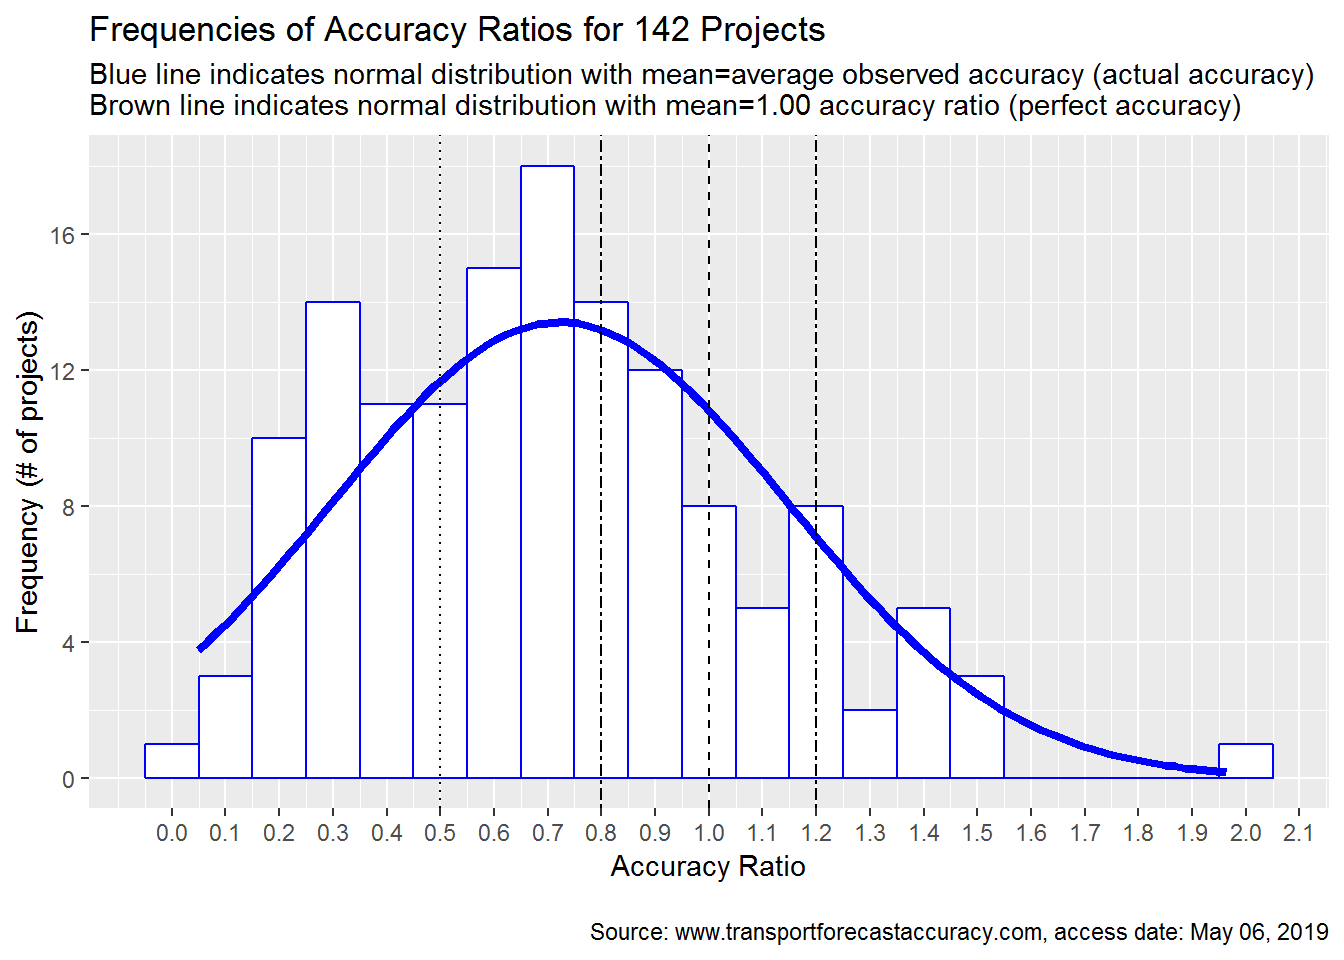 Frequencies of Accuracy Ratios for 142 Projects
Blue line indicates normal distribution with mean=average observed accuracy (actual accuracy)
Brown line indicates normal distribution with mean=1.00 accuracy ratio (perfect accuracy)
Frequency (# of projects)
16
12
8
4
0
0.0 0.1 0.2 0.3 0.4 0.5 0.6 0.7 0.8 0.9 1.0 1.1 1.2 1.3 1.4 1.5 1.6 1.7 1.8 1.9 2.0 2.1
Accuracy Ratio
Source: www.transportforecastaccuracy.com, access date: May 06, 2019